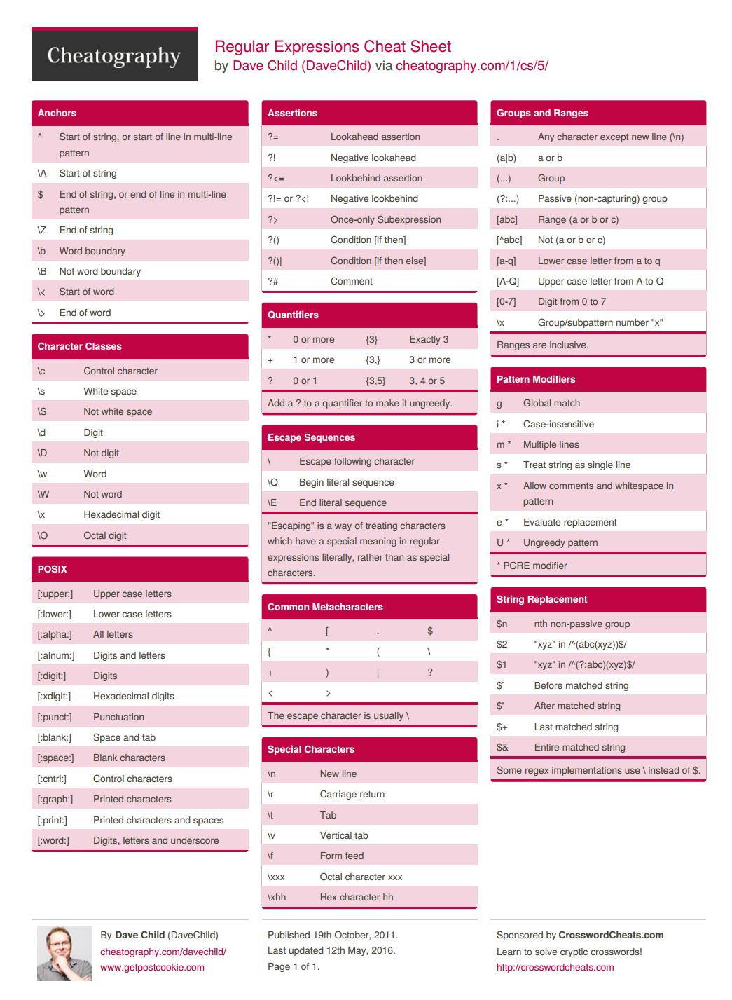 Cheatography
Regular Expressions Cheat Sheet
by Dave Child (DaveChild) via cheatography.com/1/cs/5/
Anchors
^ Start of string, or start of line in multi-line
pattern
\A Start of string
$ End of string, or end of line in multi-line
pattern
\Z End of string
\b Word boundary
\B Not word boundary
\< Start of word
\> End of word
Character Classes
\c Control character
\s White space
\S Not white space
\d Digit
\D Not digit
\w Word
\W Not word
\x Hexadecimal digit
\O Octal digit
POSIX
[:upper:] Upper case letters
[:lower:] Lower case letters
[:alpha:] All letters
[:alnum:] Digits and letters
[:digit:] Digits
[:xdigit:] Hexadecimal digits
[:punct:] Punctuation
[:blank:] Space and tab
[:space:] Blank characters
[:cntrl:] Control characters
[:graph:] Printed characters
[:print:] Printed characters and spaces
[:word:] Digits, letters and underscore
Assertions
?= Lookahead assertion
?! Negative lookahead
?<= Lookbehind assertion
?!= or ?<! Negative lookbehind
?> Once-only Subexpression
?() Condition [if then]
?()| Condition [if then else]
?# Comment
Quantifiers
* 0 or more {3} Exactly 3
+ 1 or more {3,} 3 or more
? 0 or 1 {3,5} 3, 4 or 5
Add a ? to a quantifier to make it ungreedy.
Escape Sequences
\ Escape following character
\Q Begin literal sequence
\E End literal sequence
"Escaping" is a way of treating characters
which have a special meaning in regular
expressions literally, rather than as special
characters.
Common Metacharacters
^ [ . $
{ * ( \
+ ) | ?
< >
The escape character is usually \
Special Characters
\n New line
\r Carriage return
\t Tab
\v Vertical tab
\f Form feed
\xxx Octal character xxx
\xhh Hex character hh
Groups and Ranges
. Any character except new line (\n)
(a|b) a or b
(...) Group
(?:...) Passive (non-capturing) group
[abc] Range (a or b or c)
[^abc] Not (a or b or c)
[a-q] Lower case letter from a to q
[A-Q] Upper case letter from A to Q
[0-7] Digit from 0 to 7
\x Group/subpattern number "x"
Ranges are inclusive.
Pattern Modifiers
g Global match
i * Case-insensitive
m * Multiple lines
s * Treat string as single line
x * Allow comments and whitespace in
pattern
e * Evaluate replacement
U * Ungreedy pattern
* PCRE modifier
String Replacement
$n nth non-passive group
$2 "xyz" in /^(abc(xyz))$/
$1 "xyz" in /^(?:abc)(xyz)$/
$` Before matched string
$' After matched string
$+ Last matched string
$& Entire matched string
Some regex implementations use \ instead of $.
By Dave Child (DaveChild)
cheatography.com/davechild/
www.getpostcookie.com
Published 19th October, 2011.
Last updated 12th May, 2016.
Page 1 of 1.
Sponsored by CrosswordCheats.com
Learn to solve cryptic crosswords!
http://crosswordcheats.com